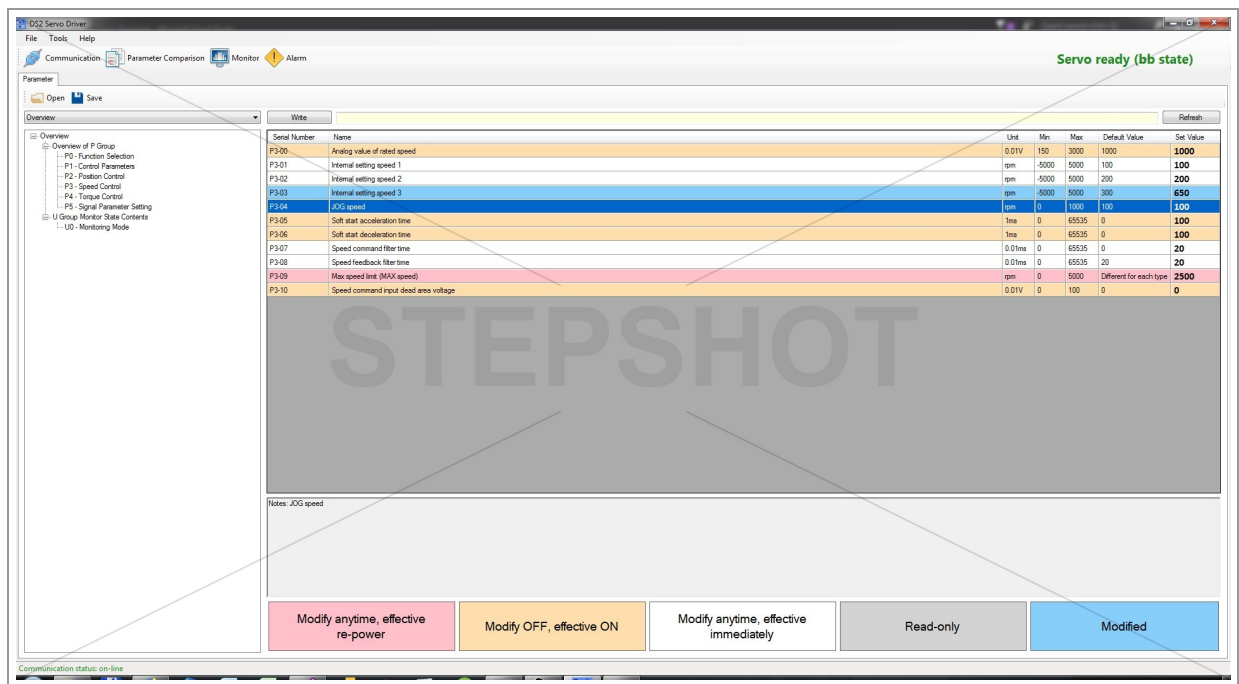 DS2 Servo Driver
File Tools Help
Communication Parameter Comparison Monitor Alarm
Servo ready (bb state)
Parameter
Open Save
Overview Write Refresh
Overview
Overview of P Group
P0 - Function Selection
P1 - Control Parameters
P2 - Position Control
P3 - Speed Control
P4 - Torque Control
P5 - Signal Parameter Setting
U Group Monitor State Contents
U0 - Monitoring Mode
Serial Number Name Unit Min Max Default Value Set Value
P3-00 Analog value of rated speed 0.01V 150 3000 1000 1000
P3-01 Internal setting speed 1 rpm -5000 5000 100 100
P3-02 Internal setting speed 2 rpm -5000 5000 200 200
P3-03 Internal setting speed 3 rpm -5000 5000 300 650
P3-04 JOG speed rpm 0 1000 100 100
P3-05 Soft start acceleration time 1ms 0 65535 0 100
P3-06 Soft start deceleration time 1ms 0 65535 0 100
P3-07 Speed command filter time 0.01ms 0 65535 0 20
P3-08 Speed feedback filter time 0.01ms 0 65535 20 20
P3-09 Max speed limit (MAX speed) rpm 0 5000 Different for each type 2500
P3-10 Speed command input dead area voltage 0.01V 0 100 0 0
STEPSHOT
Notes: JOG speed
Modify anytime, effective
re-power
Modify OFF, effective ON
Modify anytime, effective
immediately
Read-only
Modified
Communication status: on-line